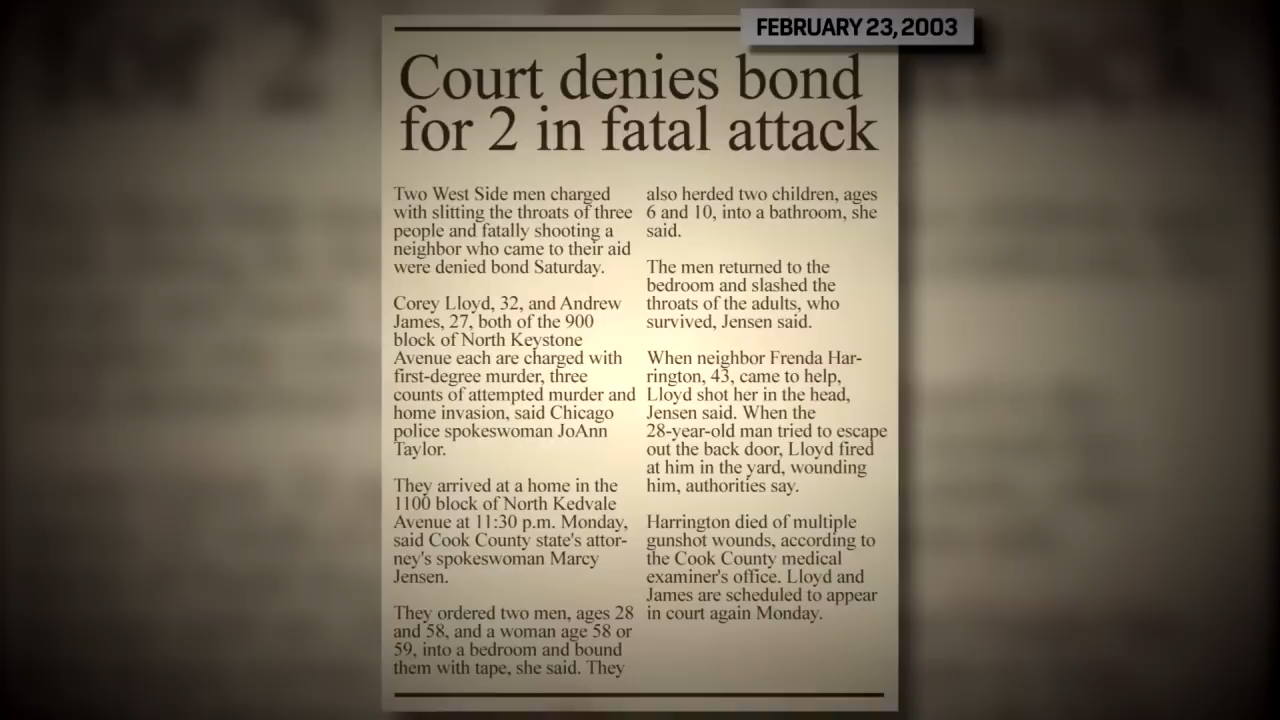 FEBRUARY 23, 2003
Court denies bond
for 2 in fatal attack
Two West Side men charged
with slitting the throats of three
people and fatally shooting a
neighbor who came to their aid
were denied bond Saturday.
Corey Lloyd, 32, and Andrew
James, 27, both of the 900
block of North Keystone
Avenue each are charged with
first-degree murder, three
counts of attempted murder and
home invasion, said Chicago
police spokeswoman JoAnn
Taylor.
They arrived at a home in the
1100 block of North Kedvale
Avenue at 11:30 p.m. Monday,
said Cook County state's attor-
ney's spokeswoman Marcy
Jensen.
They ordered two men, ages 28
and 58, and a woman age 58 or
59, into a bedroom and bound
them with tape, she said. They
also herded two children, ages
6 and 10, into a bathroom, she
said.
The men returned to the
bedroom and slashed the
throats of the adults, who
survived, Jensen said.
When neighbor Frenda Har-
rington, 43, came to help,
Lloyd shot her in the head,
Jensen said. When the
28-year-old man tried to escape
out the back door, Lloyd fired
at him in the yard, wounding
him, authorities say.
Harrington died of multiple
gunshot wounds, according to
the Cook County medical
examiner's office. Lloyd and
James are scheduled to appear
in court again Monday.